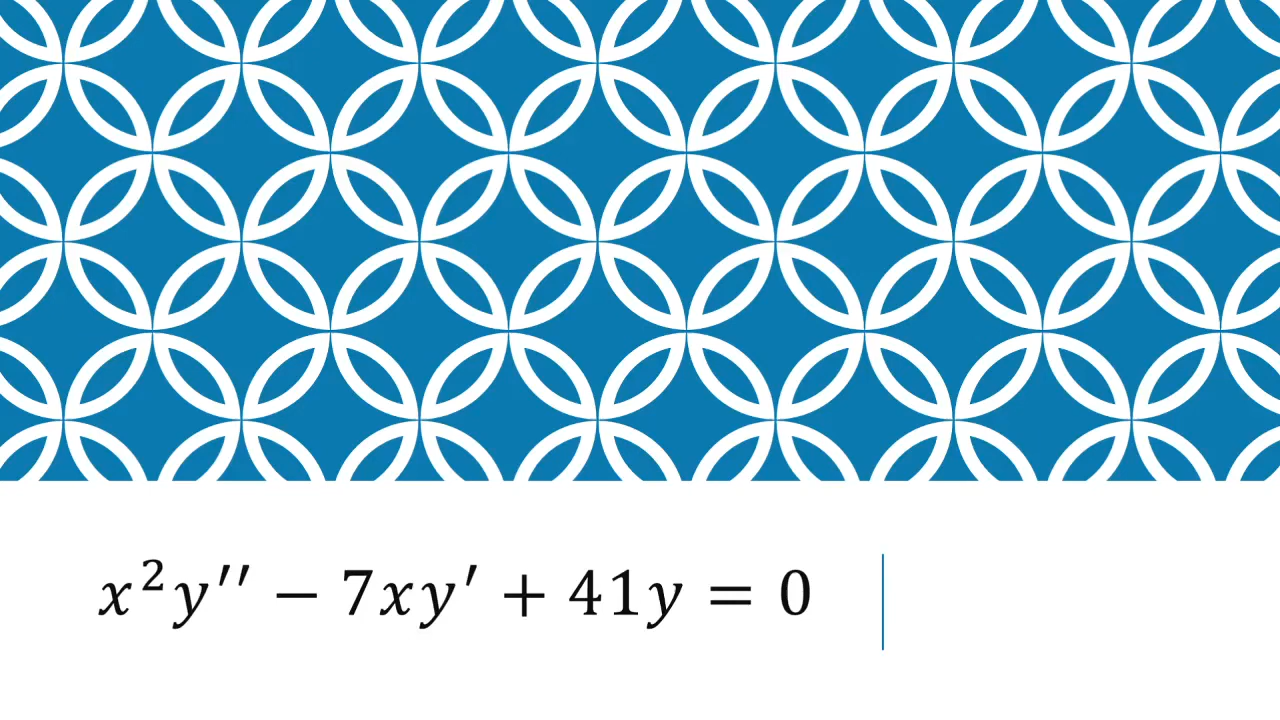 x²y′′ − 7xy′ + 41y = 0